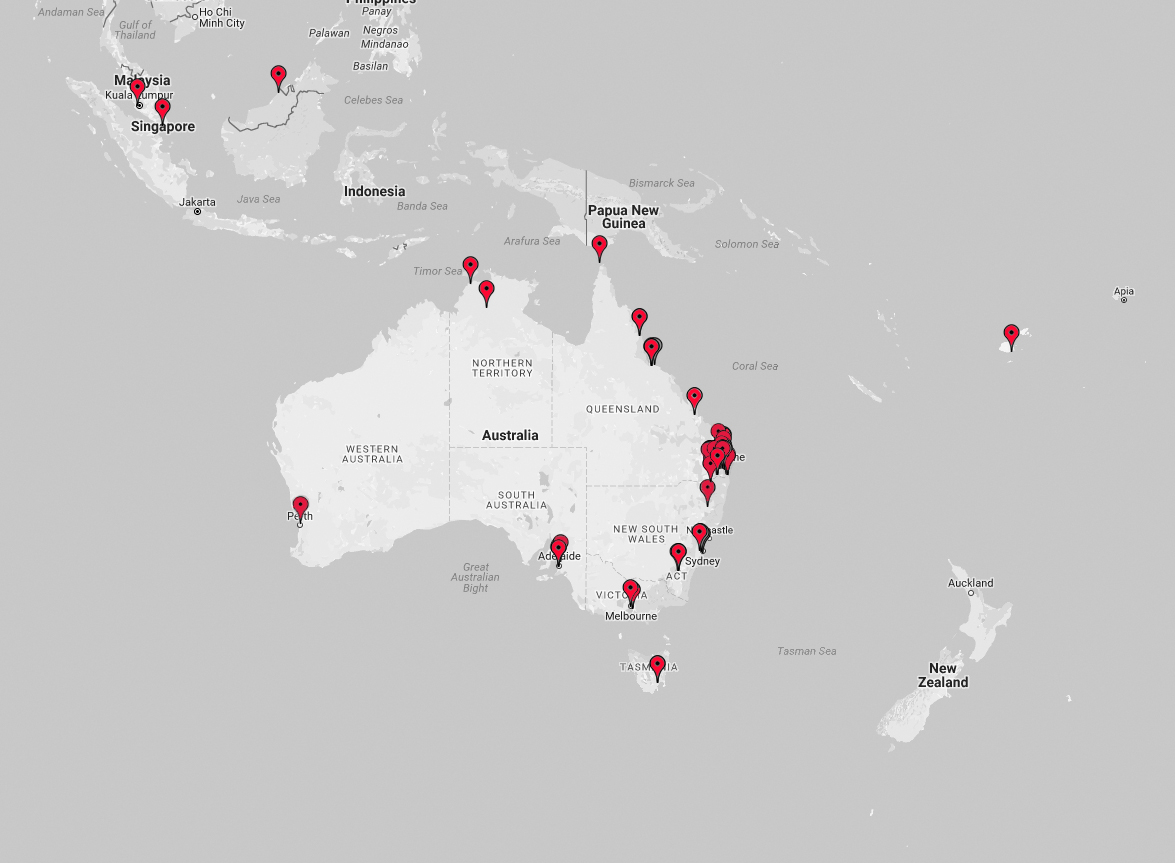 Philippines
Andaman Sea
Ho Chi
Minh City
Panay
Gulf of
Thailand
Palawan
Negros
Mindanao
Basilan
Malaysia
Kuala Lumpur
Celebes Sea
Singapore
Indonesia
Bismarck Sea
Jakarta
Java Sea
Banda Sea
Papua New
Guinea
Arafura Sea
Solomon Sea
Timor Sea
Apia
NORTHERN
TERRITORY
Coral Sea
QUEENSLAND
Australia
WESTERN
AUSTRALIA
ne
SOUTH
AUSTRALIA
Perth
NEW SOUTH
WALES
Newcastle
Adelaide
Sydney
Great
Australian
Bight
ACT
Auckland
VICTORIA
Melbourne
Tasman Sea
TASMANIA
New
Zealand